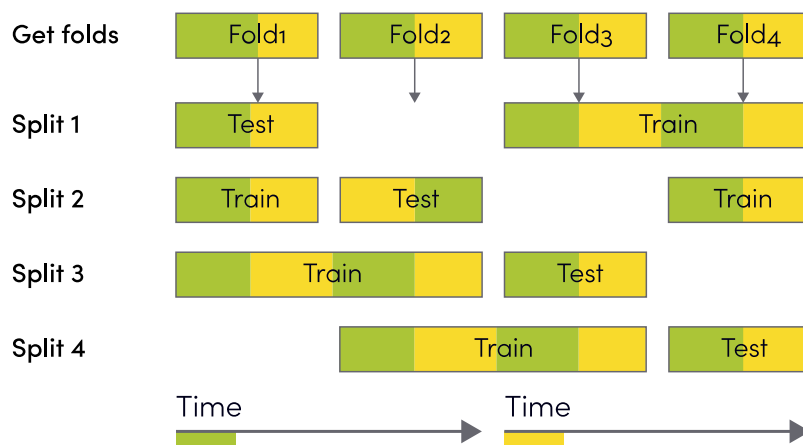 Get folds Fold1 Fold2 Fold3 Fold4
Split 1 Test Train
Split 2 Train Test Train
Split 3 Train Test
Split 4 Train Test
Time Time